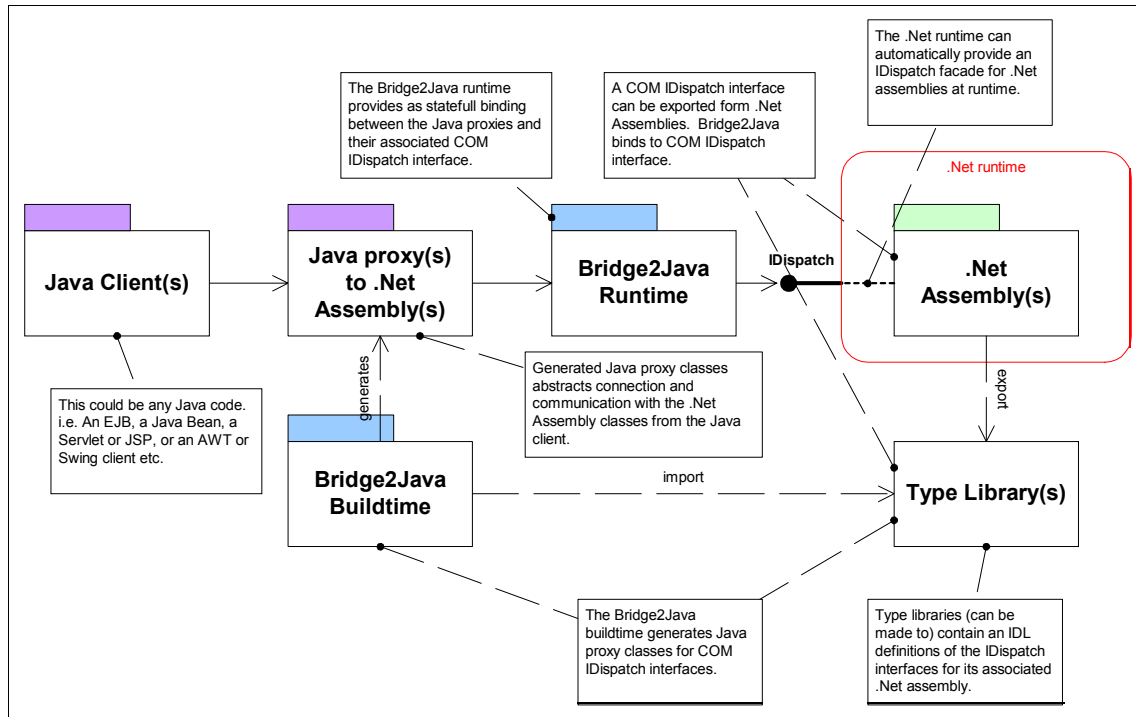 The .Net runtime can
automatically provide an
IDispatch facade for .Net
assemblies at runtime.
The Bridge2Java runtime
provides as statefull binding
between the Java proxies and
their associated COM
IDispatch interface.
A COM IDispatch interface
can be exported form .Net
Assemblies.  Bridge2Java
binds to COM IDispatch
interface.
.Net runtime
Java Client(s)
Java proxy(s)
to .Net
Assembly(s)
Bridge2Java
Runtime
IDispatch
.Net
Assembly(s)
generates
export
This could be any Java code.
i.e. An EJB, a Java Bean, a
Servlet or JSP, or an AWT or
Swing client etc.
Generated Java proxy classes
abstracts connection and
communication with the .Net
Assembly classes from the Java
client.
Bridge2Java
Buildtime
import
Type Library(s)
The Bridge2Java
buildtime generates Java
proxy classes for COM
IDispatch interfaces.
Type libraries (can be
made to) contain an IDL
definitions of the IDispatch
interfaces for its associated
.Net assembly.